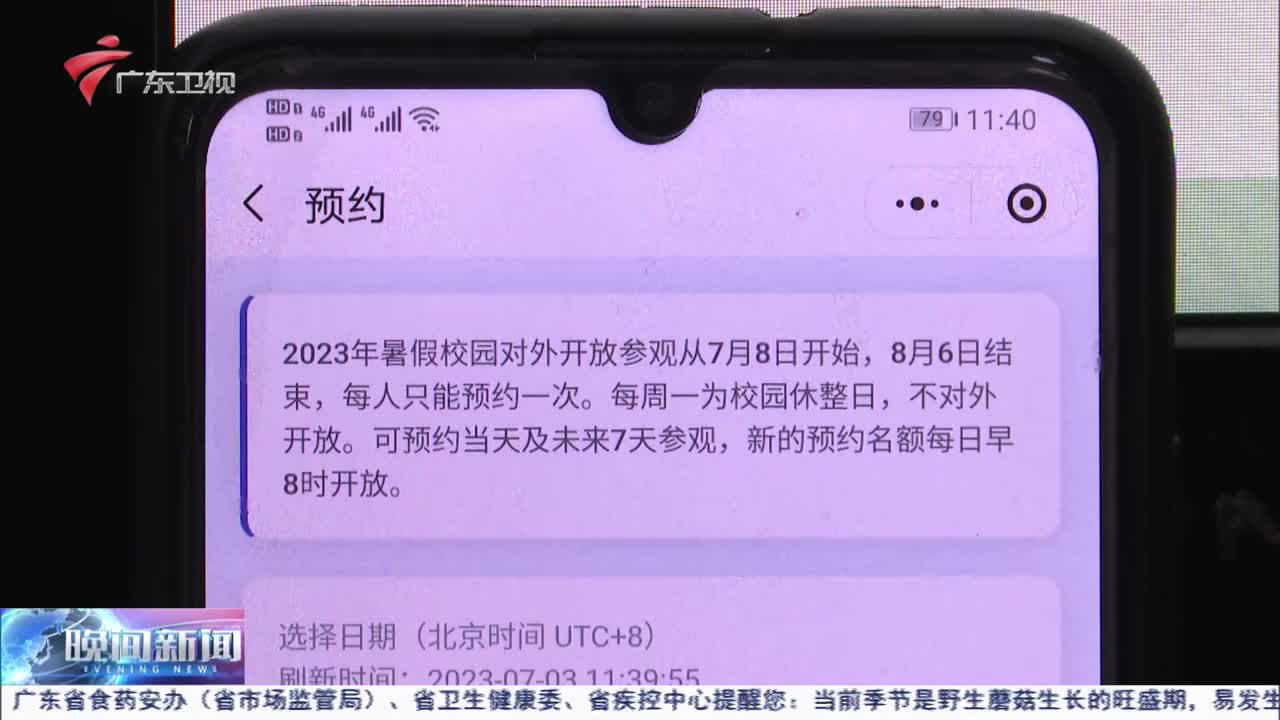 广东卫视
HD 1 4G 4G 79 11:40
HD 2
预约
2023年暑假校园对外开放参观从7月8日开始，8月6日结
束，每人只能预约一次。每周一为校园休整日，不对外
开放。可预约当天及未来7天参观，新的预约名额每日早
8时开放。
选择日期（北京时间 UTC+8）
刷新时间：2023-07-03 11:39:55
晚间新闻
EVENING NEWS
广东省食药安办（省市场监管局）、省卫生健康委、省疾控中心提醒您：当前季节是野生蘑菇生长的旺盛期，易发生